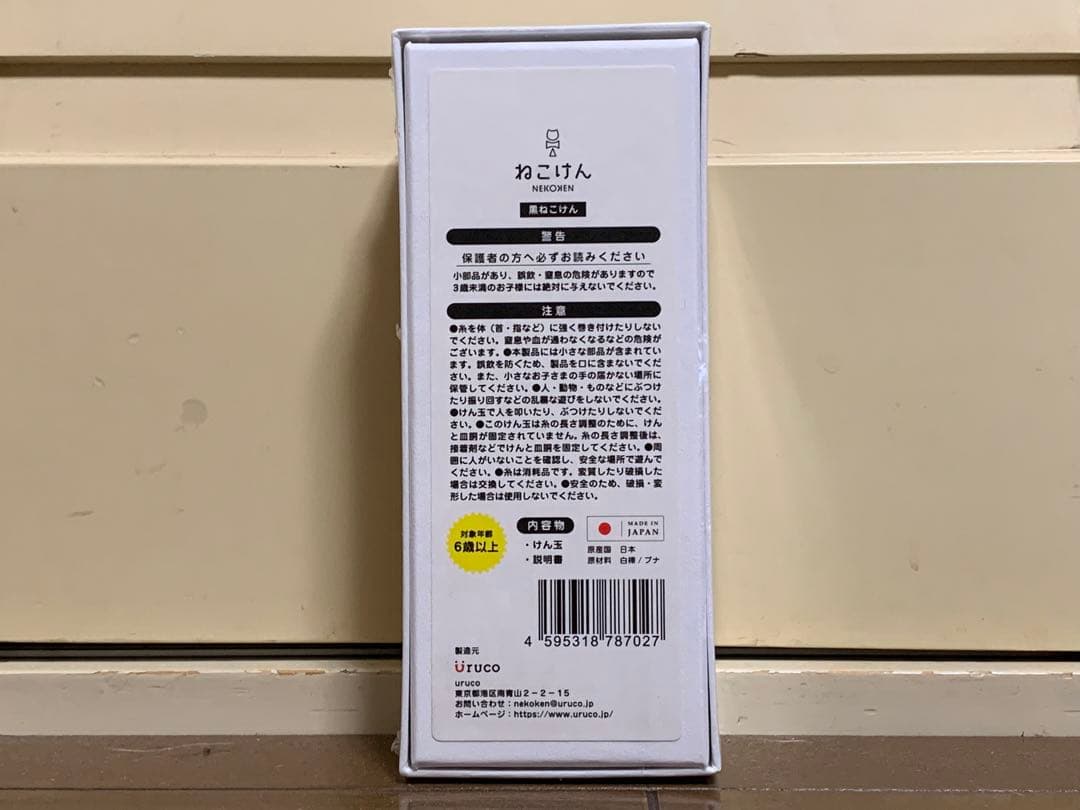 ねこけん
NEKOKEN
黒ねこけん
警告
保護者の方へ必ずお読みください
小部品があり、誤飲・窒息の危険がありますので
3歳未満のお子様には絶対に与えないでください。
注意
●糸を体（首・指など）に強く巻き付けたりしない
でください。窒息や血が通わなくなるなどの危険が
ございます。●本製品には小さな部品が含まれてい
ます。誤飲を防ぐため、製品を口に含まないでくだ
さい。また、小さなお子さまの手の届かない場所に
保管してください。●人・動物・ものなどにぶつけ
たり振り回すなどの乱暴な遊びをしないでください。
●けん玉で人を叩いたり、ぶつけたりしないでくだ
さい。●このけん玉は糸の長さ調整のために、けん
と皿胴が固定されていません。糸の長さ調整後は、
接着剤などでけんと皿胴を固定してください。●周
囲に人がいないことを確認し、安全な場所で遊んで
ください。●糸は消耗品です。変質したり破損した
場合は交換してください。●安全のため、破損・変
形した場合は使用しないでください。
対象年齢
6歳以上
内容物
・けん玉
・説明書
MADE IN
JAPAN
原産国 日本
原材料 白樺/ブナ
4 595318 787027
製造元
uruco
uruco
東京都港区南青山2-2-15
お問い合わせ：nekoken@uruco.jp
ホームページ：https://www.uruco.jp/